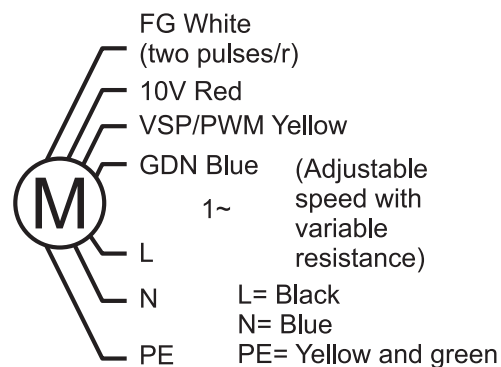 FG White
(two pulses/r)
10V Red
VSP/PWM Yellow
GDN Blue
(Adjustable
speed with
variable
resistance)
M
1~
L
N
PE
L= Black
N= Blue
PE= Yellow and green